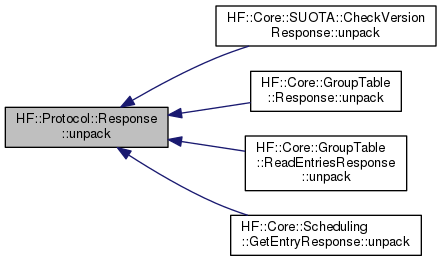 HF::Core::SUOTA::CheckVersion
Response::unpack
HF::Core::GroupTable
::Response::unpack
HF::Protocol::Response
::unpack
HF::Core::GroupTable
::ReadEntriesResponse
::unpack
HF::Core::Scheduling
::GetEntryResponse::unpack